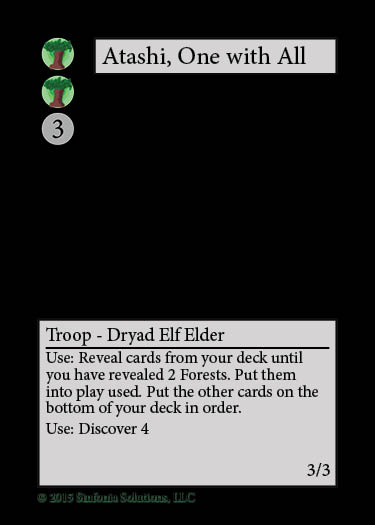 Atashi, One with All
3
Troop - Dryad Elf Elder
Use: Reveal cards from your deck until
you have revealed 2 Forests. Put them
into play used. Put the other cards on the
bottom of your deck in order.
Use: Discover 4
3/3
© 2015 Sinfonia Solutions, LLC